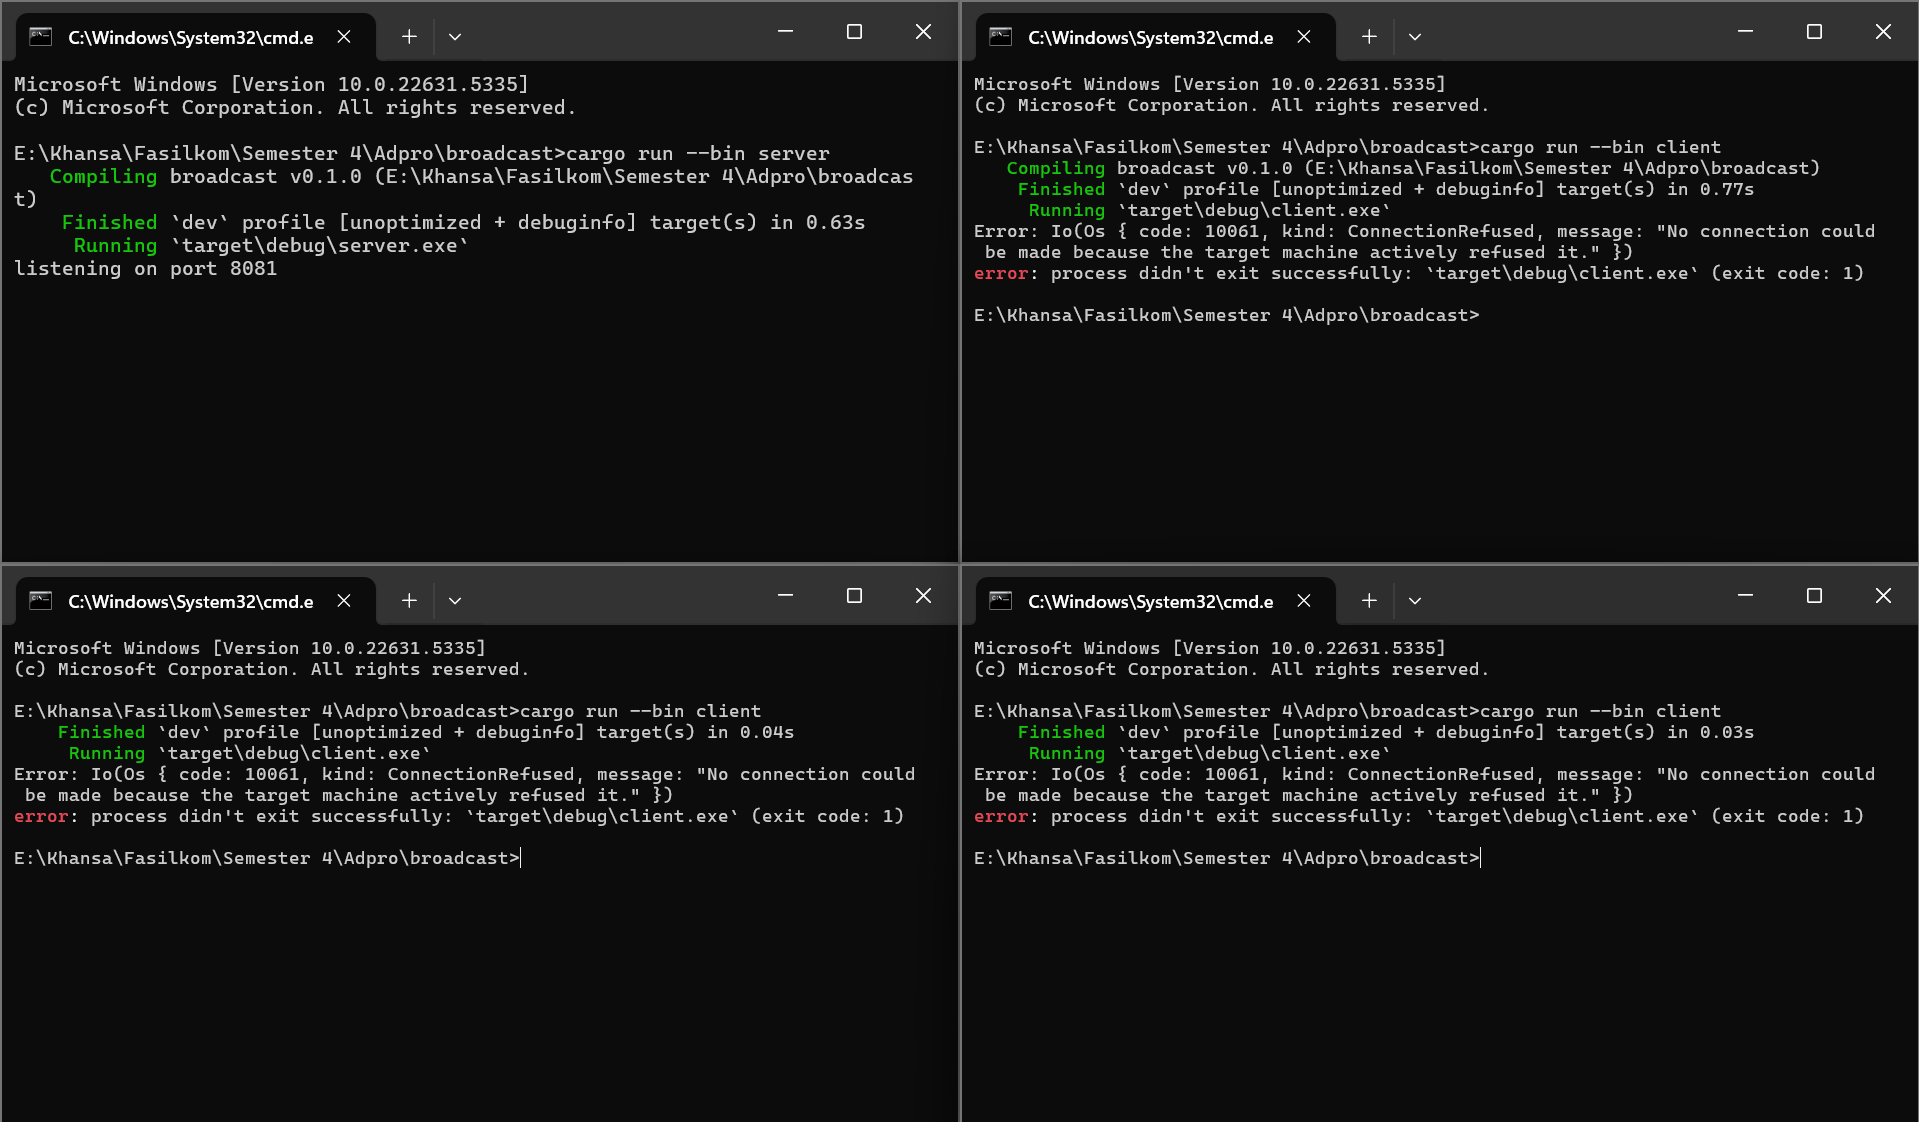 C:\Windows\System32\cmd.e
Microsoft Windows [Version 10.0.22631.5335]
(c) Microsoft Corporation. All rights reserved.
E:\Khansa\Fasilkom\Semester 4\Adpro\broadcast>cargo run --bin server
Compiling broadcast v0.1.0 (E:\Khansa\Fasilkom\Semester 4\Adpro\broadcas
t)
Finished `dev` profile [unoptimized + debuginfo] target(s) in 0.63s
Running `target\debug\server.exe`
listening on port 8081
C:\Windows\System32\cmd.e
Microsoft Windows [Version 10.0.22631.5335]
(c) Microsoft Corporation. All rights reserved.
E:\Khansa\Fasilkom\Semester 4\Adpro\broadcast>cargo run --bin client
Compiling broadcast v0.1.0 (E:\Khansa\Fasilkom\Semester 4\Adpro\broadcast)
Finished `dev` profile [unoptimized + debuginfo] target(s) in 0.77s
Running `target\debug\client.exe`
Error: Io(Os { code: 10061, kind: ConnectionRefused, message: "No connection could
be made because the target machine actively refused it." })
error: process didn't exit successfully: `target\debug\client.exe` (exit code: 1)
E:\Khansa\Fasilkom\Semester 4\Adpro\broadcast>
C:\Windows\System32\cmd.e
Microsoft Windows [Version 10.0.22631.5335]
(c) Microsoft Corporation. All rights reserved.
E:\Khansa\Fasilkom\Semester 4\Adpro\broadcast>cargo run --bin client
Finished `dev` profile [unoptimized + debuginfo] target(s) in 0.04s
Running `target\debug\client.exe`
Error: Io(Os { code: 10061, kind: ConnectionRefused, message: "No connection could
be made because the target machine actively refused it." })
error: process didn't exit successfully: `target\debug\client.exe` (exit code: 1)
E:\Khansa\Fasilkom\Semester 4\Adpro\broadcast>
C:\Windows\System32\cmd.e
Microsoft Windows [Version 10.0.22631.5335]
(c) Microsoft Corporation. All rights reserved.
E:\Khansa\Fasilkom\Semester 4\Adpro\broadcast>cargo run --bin client
Finished `dev` profile [unoptimized + debuginfo] target(s) in 0.03s
Running `target\debug\client.exe`
Error: Io(Os { code: 10061, kind: ConnectionRefused, message: "No connection could
be made because the target machine actively refused it." })
error: process didn't exit successfully: `target\debug\client.exe` (exit code: 1)
E:\Khansa\Fasilkom\Semester 4\Adpro\broadcast>